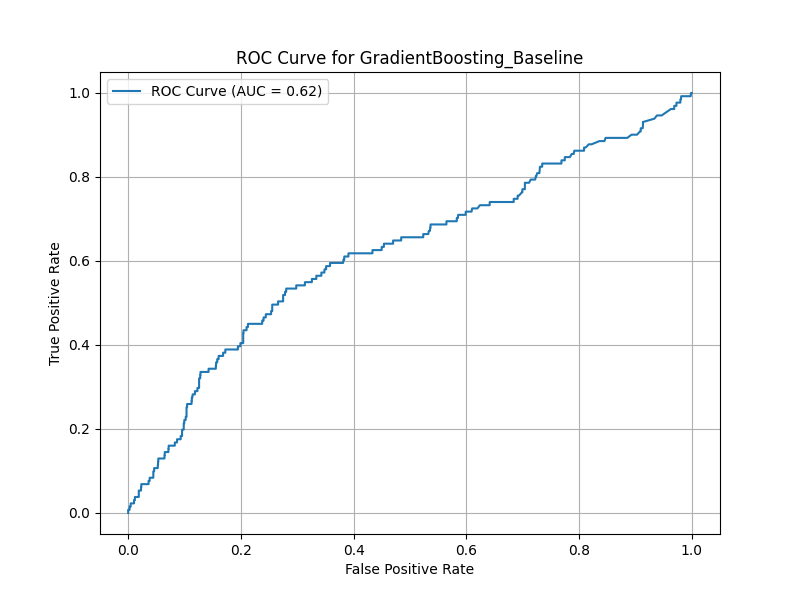 ROC Curve for GradientBoosting_Baseline
ROC Curve (AUC = 0.62)
True Positive Rate
1.0
0.8
0.6
0.4
0.2
0.0
0.0 0.2 0.4 0.6 0.8 1.0
False Positive Rate